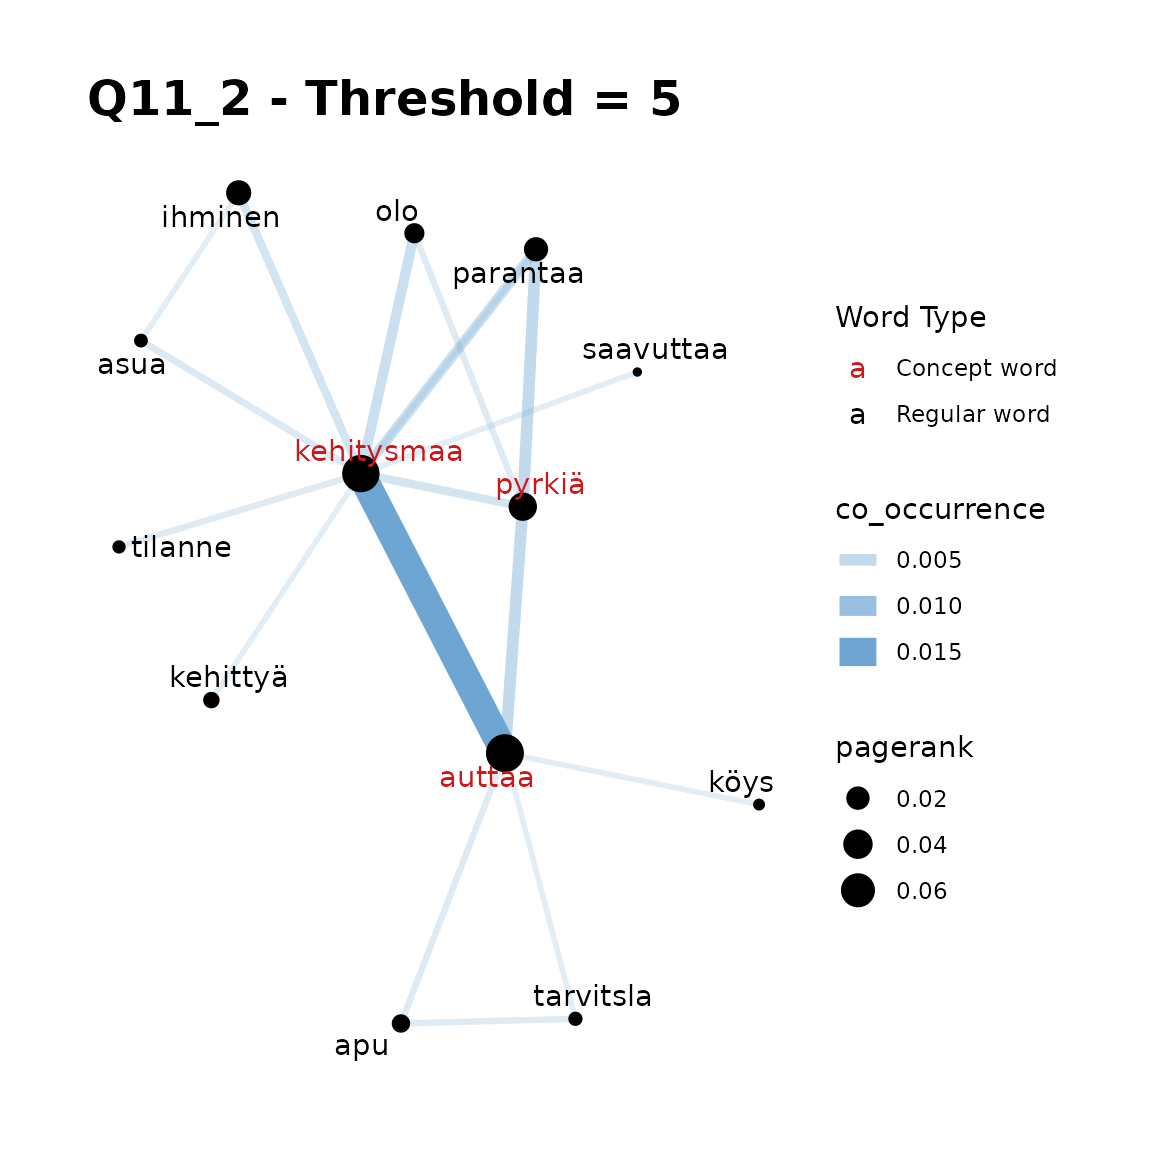 Q11_2 - Threshold = 5
ihminen
olo
parantaa
saavuttaa
asua
kehitysmaa
pyrkiä
tilanne
kehittyä
auttaa
köys
tarvitsla
apu
Word Type
a Concept word
a Regular word
co_occurrence
0.005
0.010
0.015
pagerank
0.02
0.04
0.06